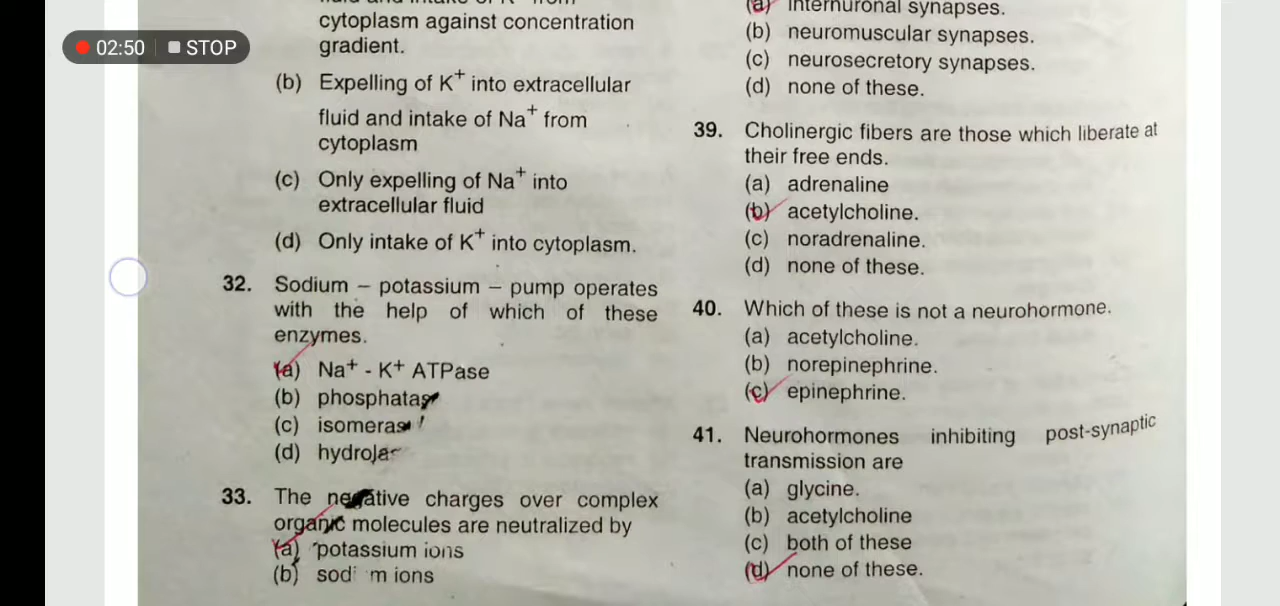 02:50 STOP
cytoplasm against concentration
gradient.
(b) Expelling of K+ into extracellular
fluid and intake of Na+ from
cytoplasm
(c) Only expelling of Na+ into
extracellular fluid
(d) Only intake of K+ into cytoplasm.
32. Sodium – potassium – pump operates
with the help of which of these
enzymes.
(a) Na+ - K+ ATPase
(b)
(c)
(d)
33. The negative charges over complex
organic molecules are neutralized by
(a) potassium ions
(b) ions
(a) internuronal synapses.
(b) neuromuscular synapses.
(c) neurosecretory synapses.
(d) none of these.
39. Cholinergic fibers are those which liberate at
their free ends.
(a) adrenaline
(b) acetylcholine.
(c) noradrenaline.
(d) none of these.
40. Which of these is not a neurohormone.
(a) acetylcholine.
(b) norepinephrine.
(c) epinephrine.
41. Neurohormones inhibiting post-synaptic
transmission are
(a) glycine.
(b) acetylcholine
(c) both of these
(d) none of these.